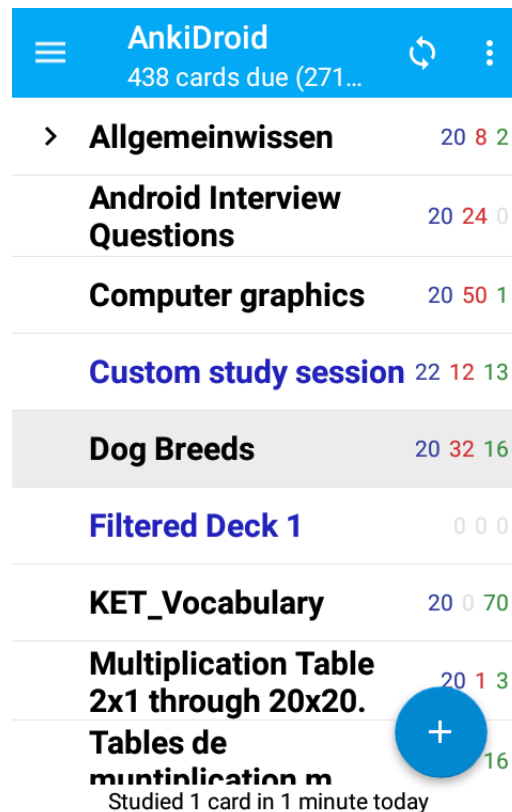 AnkiDroid
438 cards due (271...
Allgemeinwissen 20 8 2
Android Interview
Questions 20 24 0
Computer graphics 20 50 1
Custom study session 22 12 13
Dog Breeds 20 32 16
Filtered Deck 1 0 0 0
KET_Vocabulary 20 0 70
Multiplication Table
2x1 through 20x20. 20 1 3
Tables de
muntiplication m 16
Studied 1 card in 1 minute today